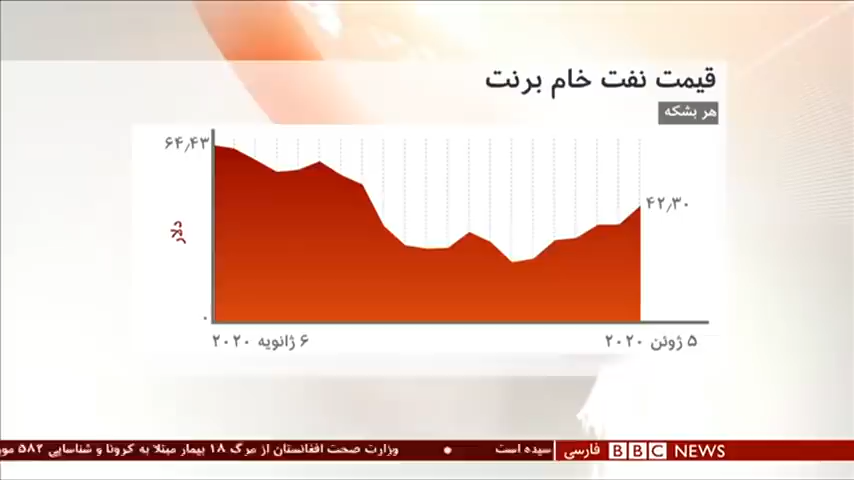 قیمت نفت خام برنت
هر بشکه
۶۴٫۴۳
۴۲٫۳۰
دلار
۰
۶ ژانویه ۲۰۲۰
۵ ژوئن ۲۰۲۰
BBC NEWS فارسی
سیده است • وزارت صحت افغانستان از مرگ ۱۸ بیمار مبتلا به کرونا و شناسایی ۵۸۲